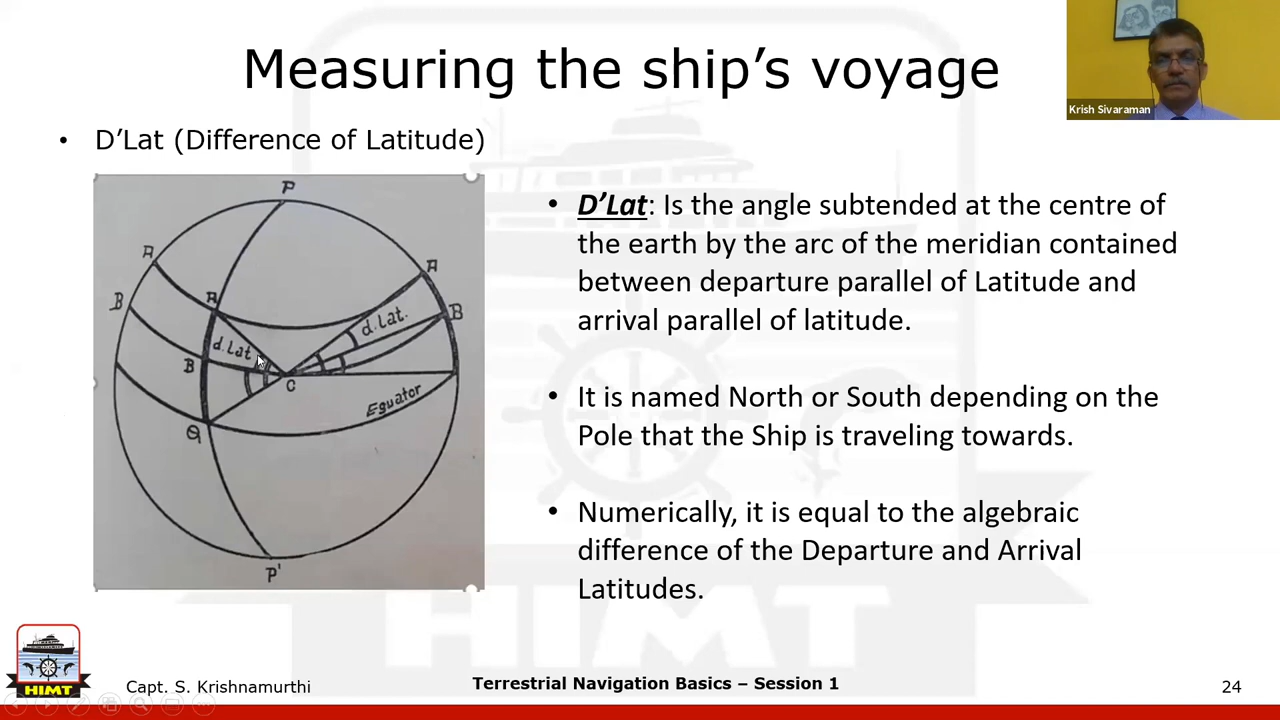 Measuring the ship’s voyage
Krish Sivaraman
• D’Lat (Difference of Latitude)
P
A
A
B
A
B
d.lat.
d.lat
B
C
Equator
Q
P'
• D’Lat: Is the angle subtended at the centre of
the earth by the arc of the meridian contained
between departure parallel of Latitude and
arrival parallel of latitude.
• It is named North or South depending on the
Pole that the Ship is traveling towards.
• Numerically, it is equal to the algebraic
difference of the Departure and Arrival
Latitudes.
HIMT
HIMT
Capt. S. Krishnamurthi
Terrestrial Navigation Basics – Session 1
24